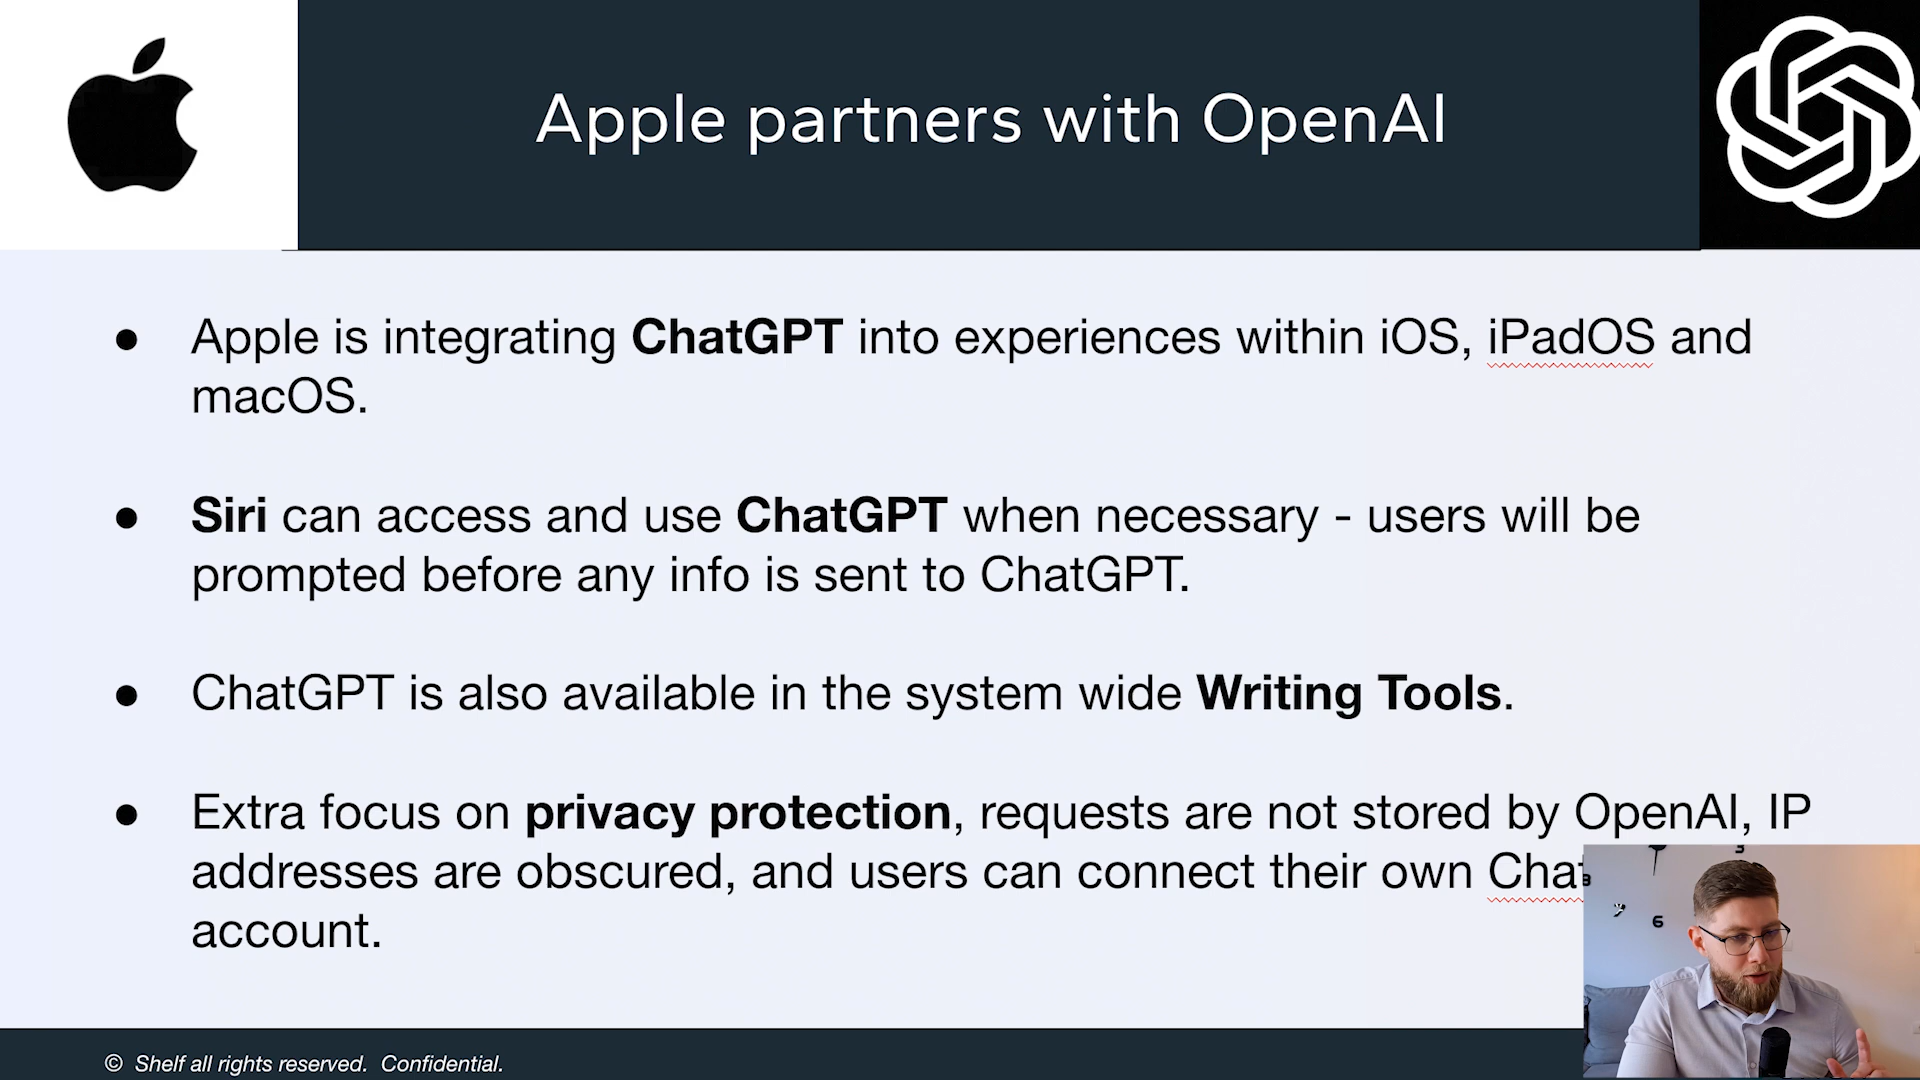 Apple partners with OpenAI
● Apple is integrating ChatGPT into experiences within iOS, iPadOS and
macOS.
● Siri can access and use ChatGPT when necessary - users will be
prompted before any info is sent to ChatGPT.
● ChatGPT is also available in the system wide Writing Tools.
● Extra focus on privacy protection, requests are not stored by OpenAI, IP
addresses are obscured, and users can connect their own Chat
account.
6
© Shelf all rights reserved. Confidential.